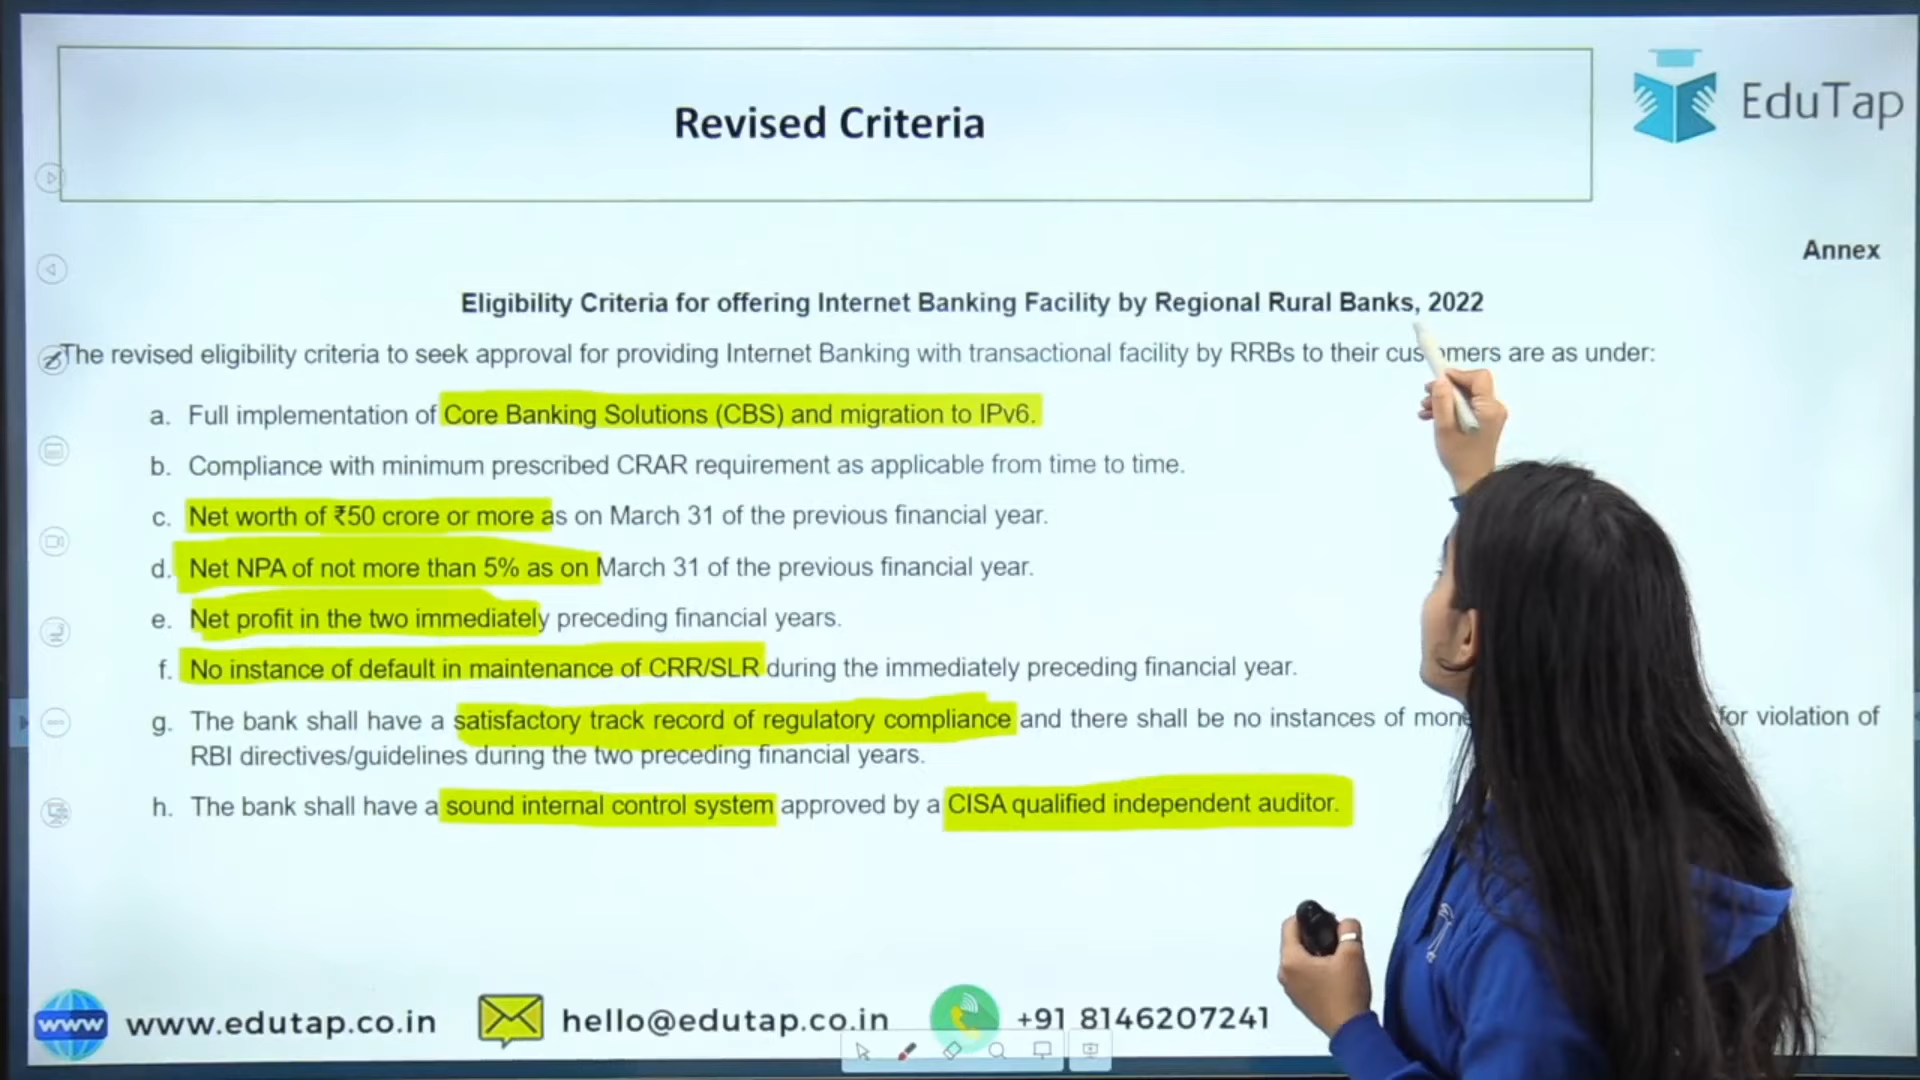 Revised Criteria
EduTap
Annex
Eligibility Criteria for offering Internet Banking Facility by Regional Rural Banks, 2022
The revised eligibility criteria to seek approval for providing Internet Banking with transactional facility by RRBs to their customers are as under:
a. Full implementation of Core Banking Solutions (CBS) and migration to IPv6.
b. Compliance with minimum prescribed CRAR requirement as applicable from time to time.
c. Net worth of ₹50 crore or more as on March 31 of the previous financial year.
d. Net NPA of not more than 5% as on March 31 of the previous financial year.
e. Net profit in the two immediately preceding financial years.
f. No instance of default in maintenance of CRR/SLR during the immediately preceding financial year.
g. The bank shall have a satisfactory track record of regulatory compliance and there shall be no instances of for violation of
RBI directives/guidelines during the two preceding financial years.
h. The bank shall have a sound internal control system approved by a CISA qualified independent auditor.
www www.edutap.co.in hello@edutap.co.in +91 8146207241